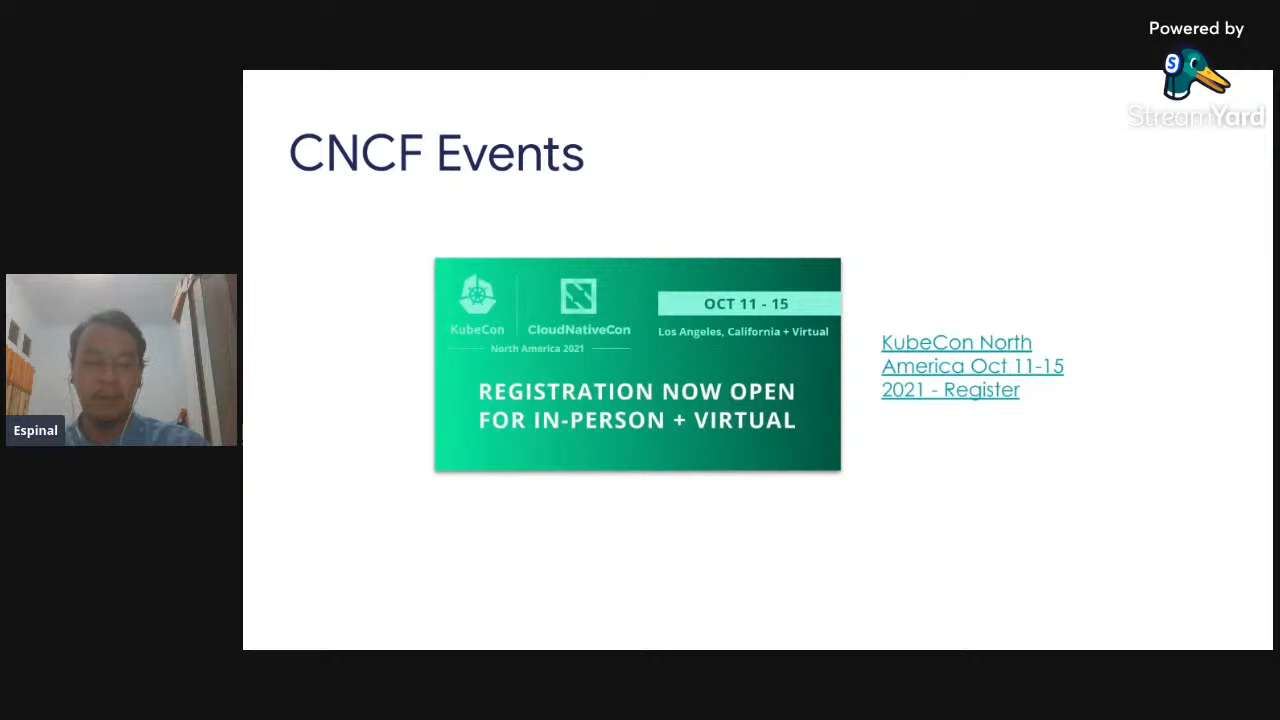 Powered by
StreamYard
CNCF Events
KubeCon
CloudNativeCon
North America 2021
OCT 11 - 15
Los Angeles, California + Virtual
REGISTRATION NOW OPEN
FOR IN-PERSON + VIRTUAL
KubeCon North
America Oct 11-15
2021 - Register
Espinal